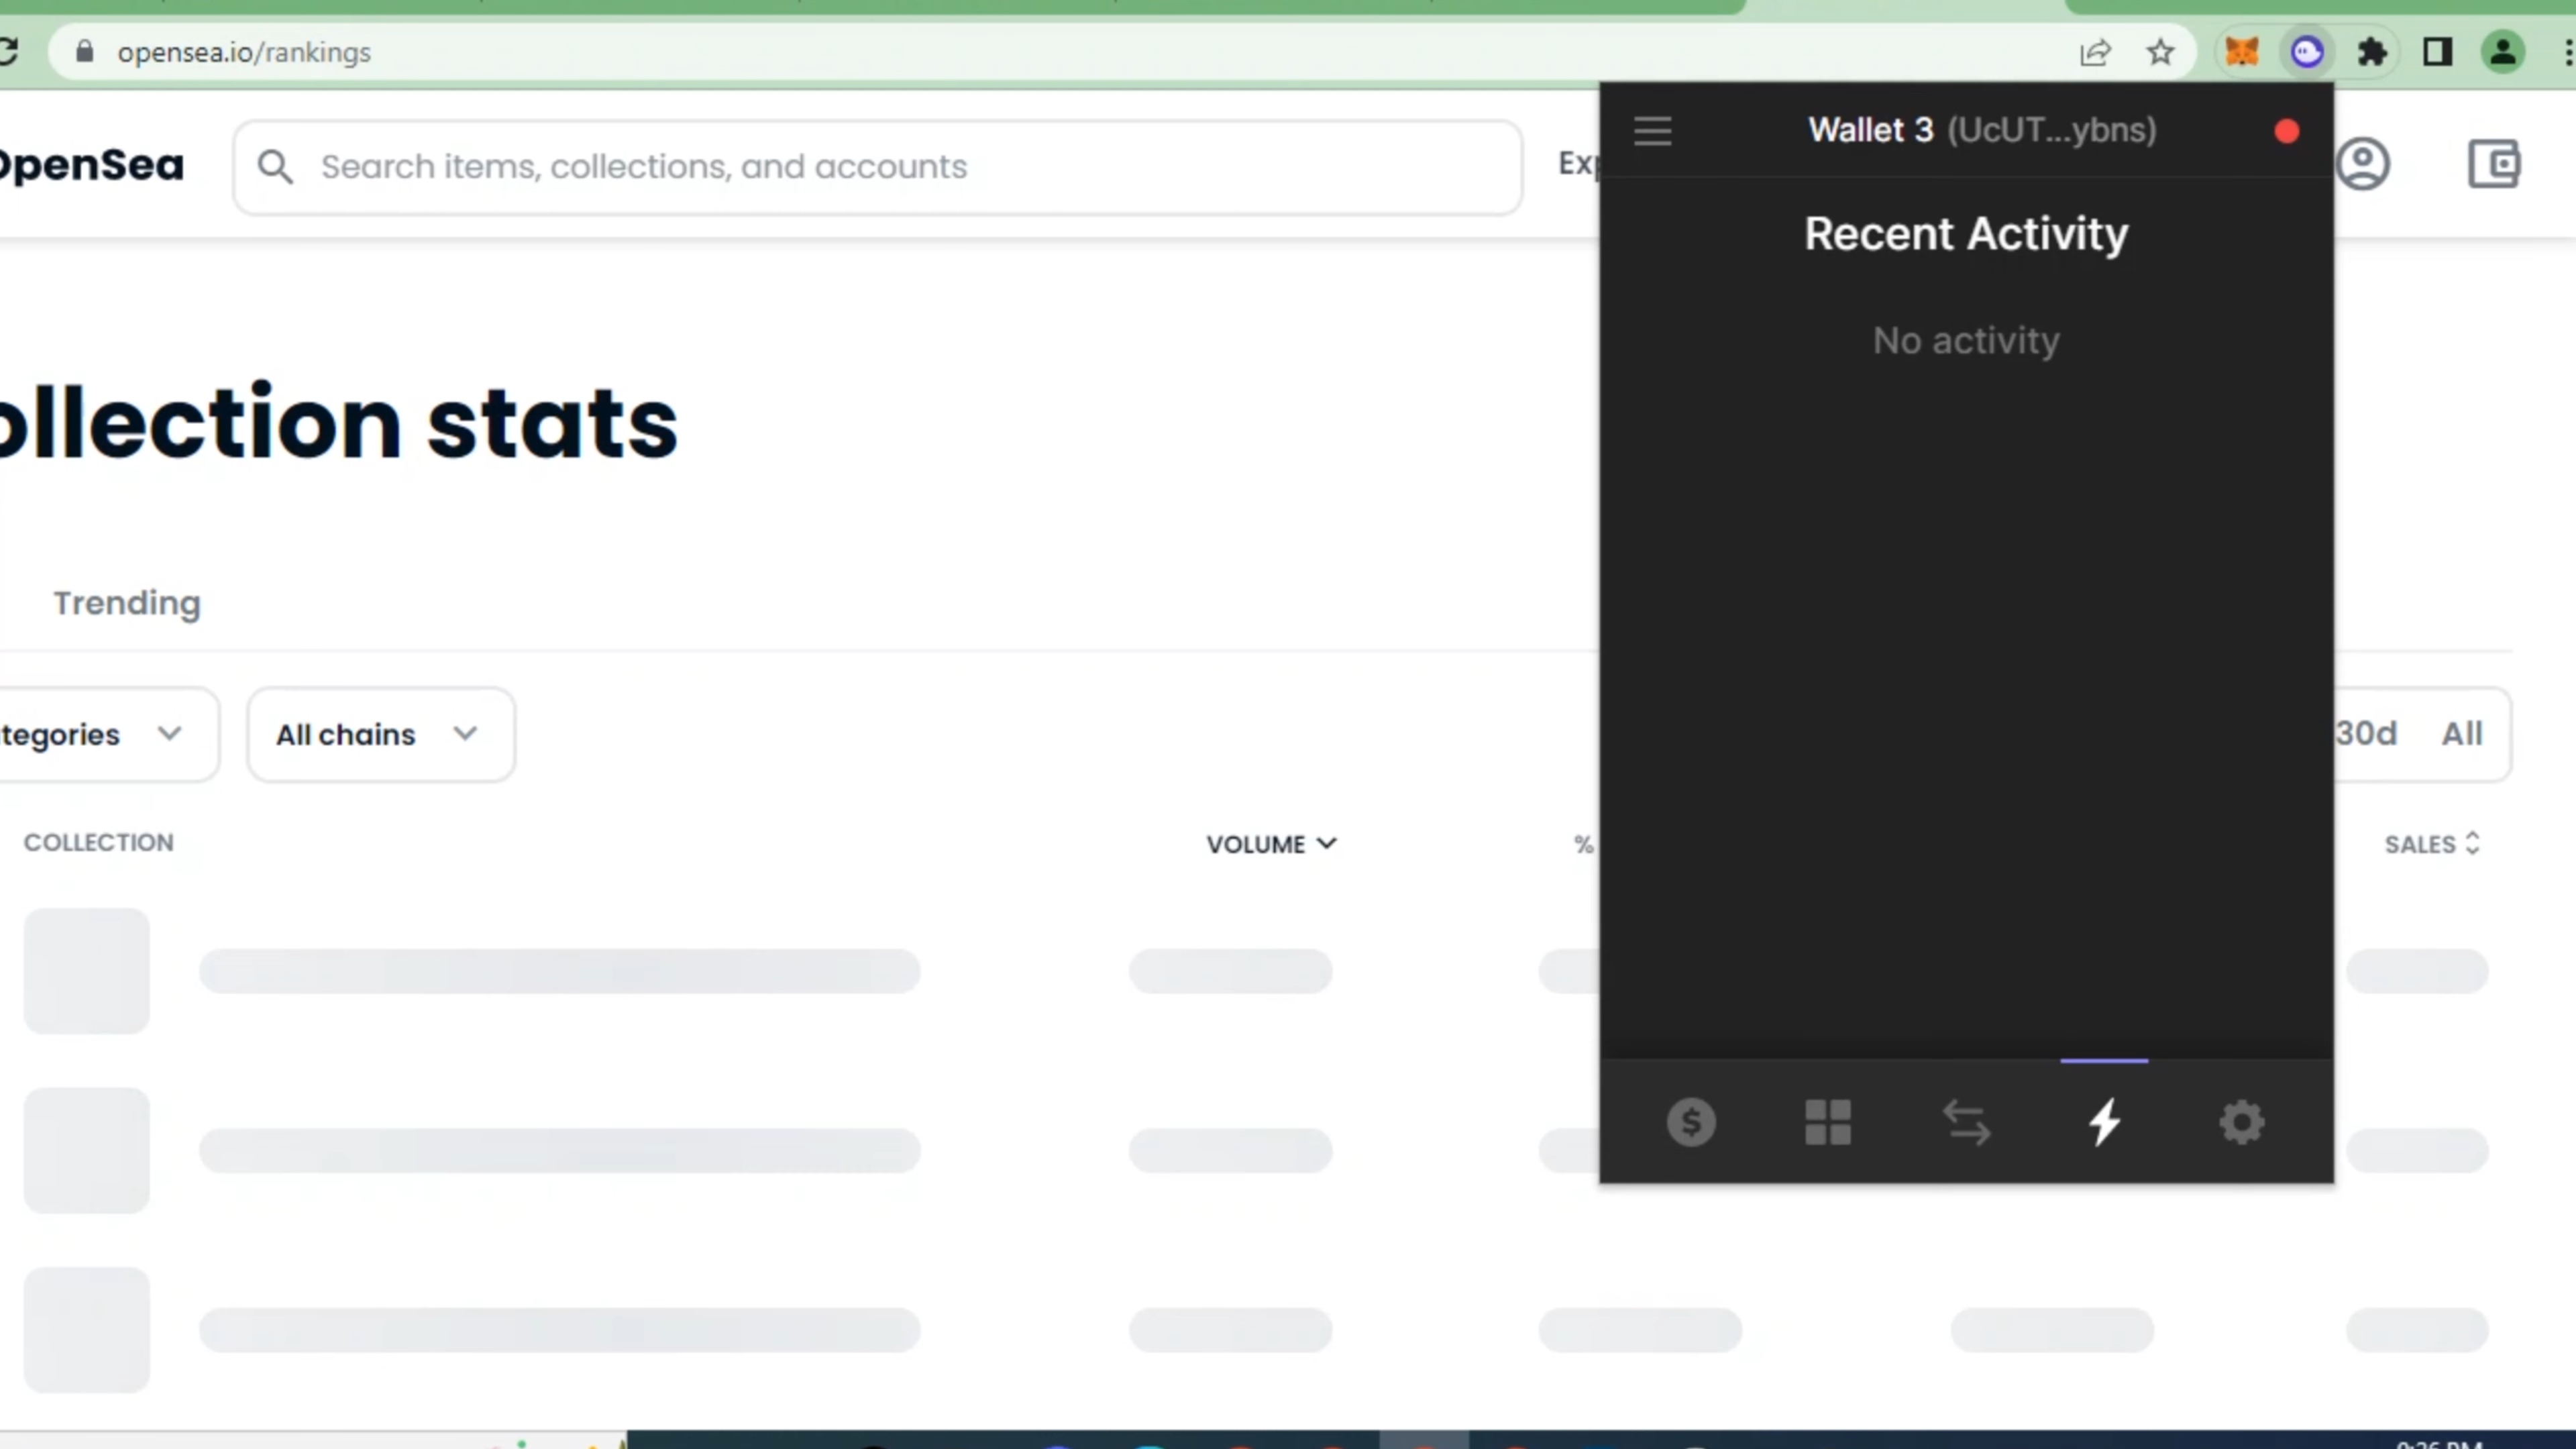 opensea.io/rankings
OpenSea
Search items, collections, and accounts
Exp
Wallet 3 (UcUT...ybns)
Recent Activity
No activity
ollection stats
Trending
tegories
All chains
30d
All
COLLECTION
VOLUME
%
SALES